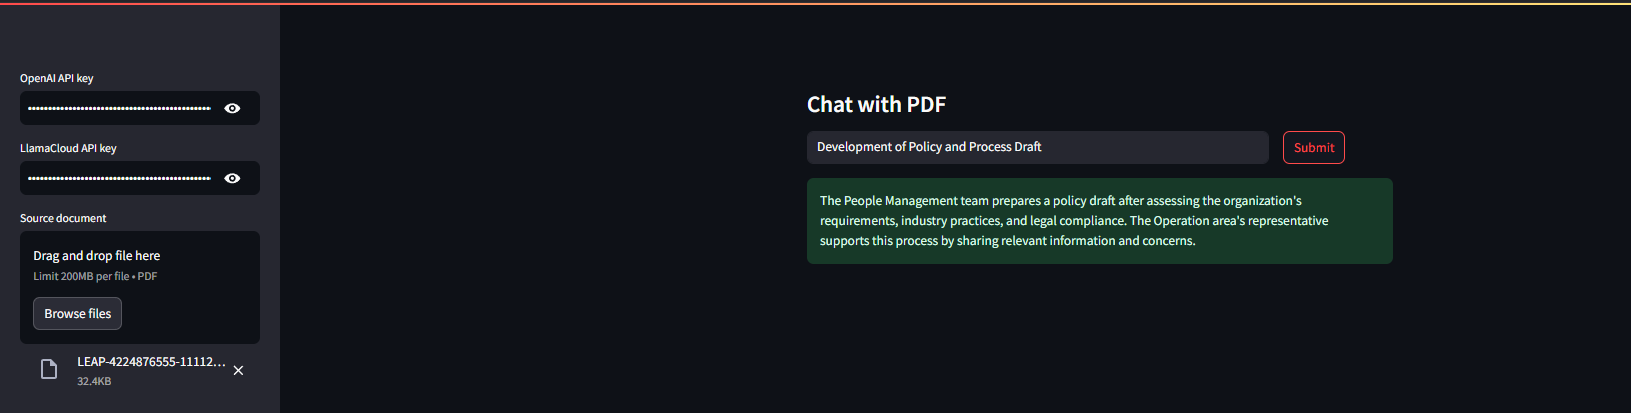 OpenAI API key
LlamaCloud API key
Source document
Drag and drop file here
Limit 200MB per file • PDF
Browse files
LEAP-4224876555-11112...
32.4KB
Chat with PDF
Development of Policy and Process Draft
Submit
The People Management team prepares a policy draft after assessing the organization's
requirements, industry practices, and legal compliance. The Operation area's representative
supports this process by sharing relevant information and concerns.